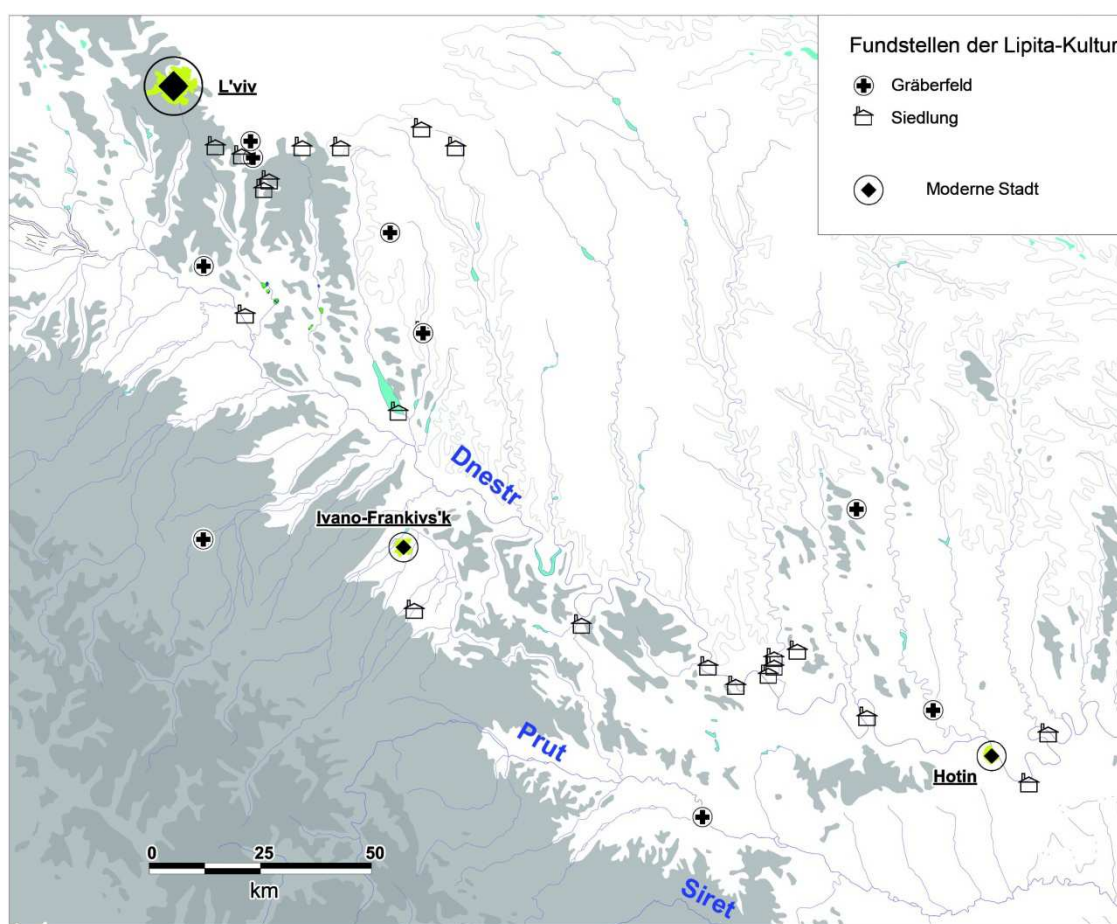 Fundstellen der Lipita-Kultur
Gräberfeld
Siedlung
Moderne Stadt
L'viv
Dnestr
Ivano-Frankivs'k
Prut
Hotin
Siret
0 25 50
km